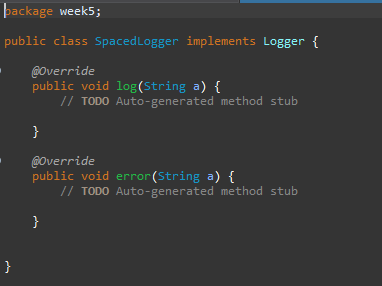 package week5;
public class SpacedLogger implements Logger {
@Override
public void log(String a) {
// TODO Auto-generated method stub
}
@Override
public void error(String a) {
// TODO Auto-generated method stub
}
}